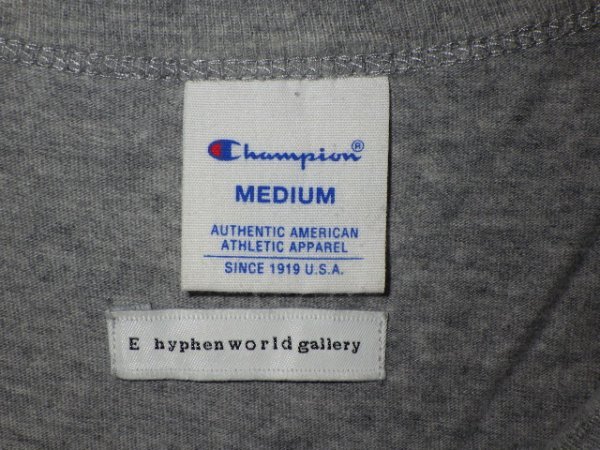 Champion®
MEDIUM
AUTHENTIC AMERICAN
ATHLETIC APPAREL
SINCE 1919 U.S.A.
E hyphen world gallery